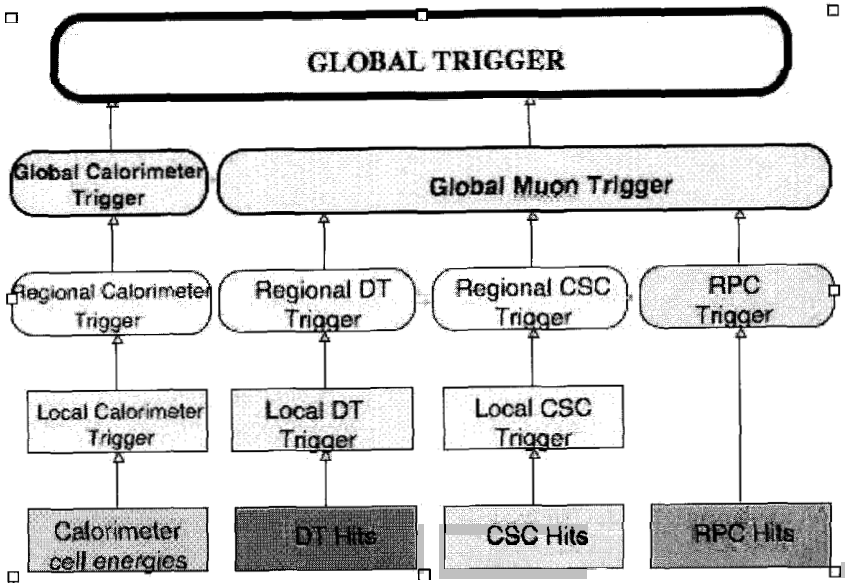 GLOBAL TRIGGER
Global Calorimeter
Trigger
Global Muon Trigger
Regional Calorimeter
Trigger
Regional DT
Trigger
Regional CSC
Trigger
RPC
Trigger
Local Calorimeter
Trigger
Local DT
Trigger
Local CSC
Trigger
Calorimeter
cell energies
DT Hits
CSC Hits
RPC Hits